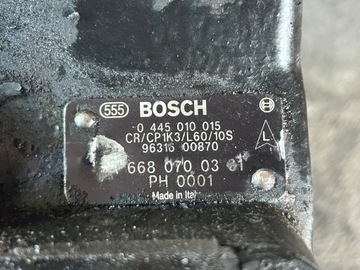 555 BOSCH
0 445 010 015
CR/CP1K3/L60/10S
96316 00870
668 070 03 81
PH 0001
Made in Italy